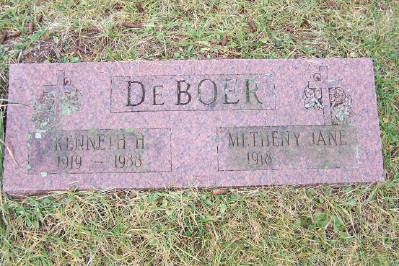 DEBOER
KENNETH H.
1919 - 1988
METHENY JANE
1918